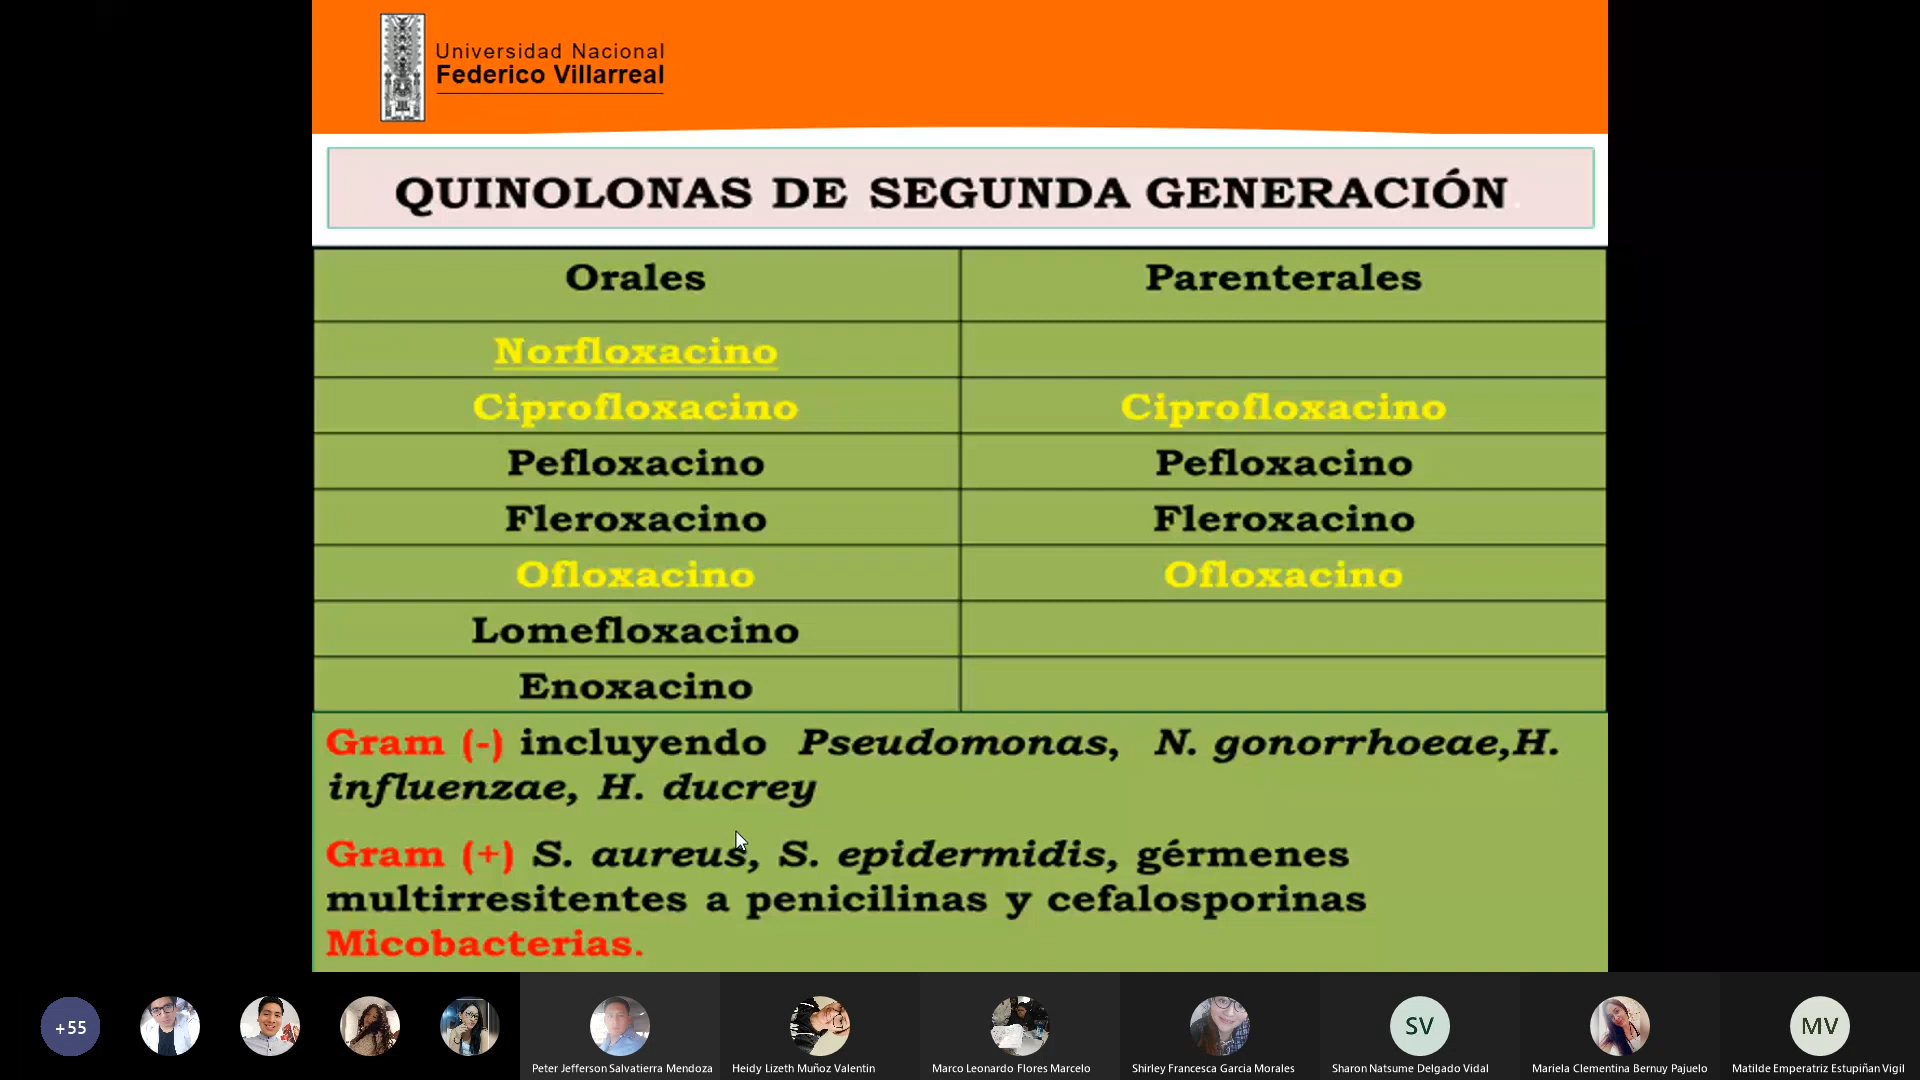 Universidad Nacional
Federico Villarreal
QUINOLONAS DE SEGUNDA GENERACIÓN.
Orales Parenterales
Norfloxacino
Ciprofloxacino Ciprofloxacino
Pefloxacino Pefloxacino
Fleroxacino Fleroxacino
Ofloxacino Ofloxacino
Lomefloxacino
Enoxacino
Gram (-) incluyendo Pseudomonas, N. gonorrhoeae,H.
influenzae, H. ducrey
Gram (+) S. aureus, S. epidermidis, gérmenes
multirresitentes a penicilinas y cefalosporinas
Micobacterias.
+55
SV
MV
Peter Jefferson Salvatierra Mendoza
Heidy Lizeth Muñoz Valentin
Marco Leonardo Flores Marcelo
Shirley Francesca Garcia Morales
Sharon Natsume Delgado Vidal
Mariela Clementina Bernuy Pajuelo
Matilde Emperatriz Estupiñan Vigil